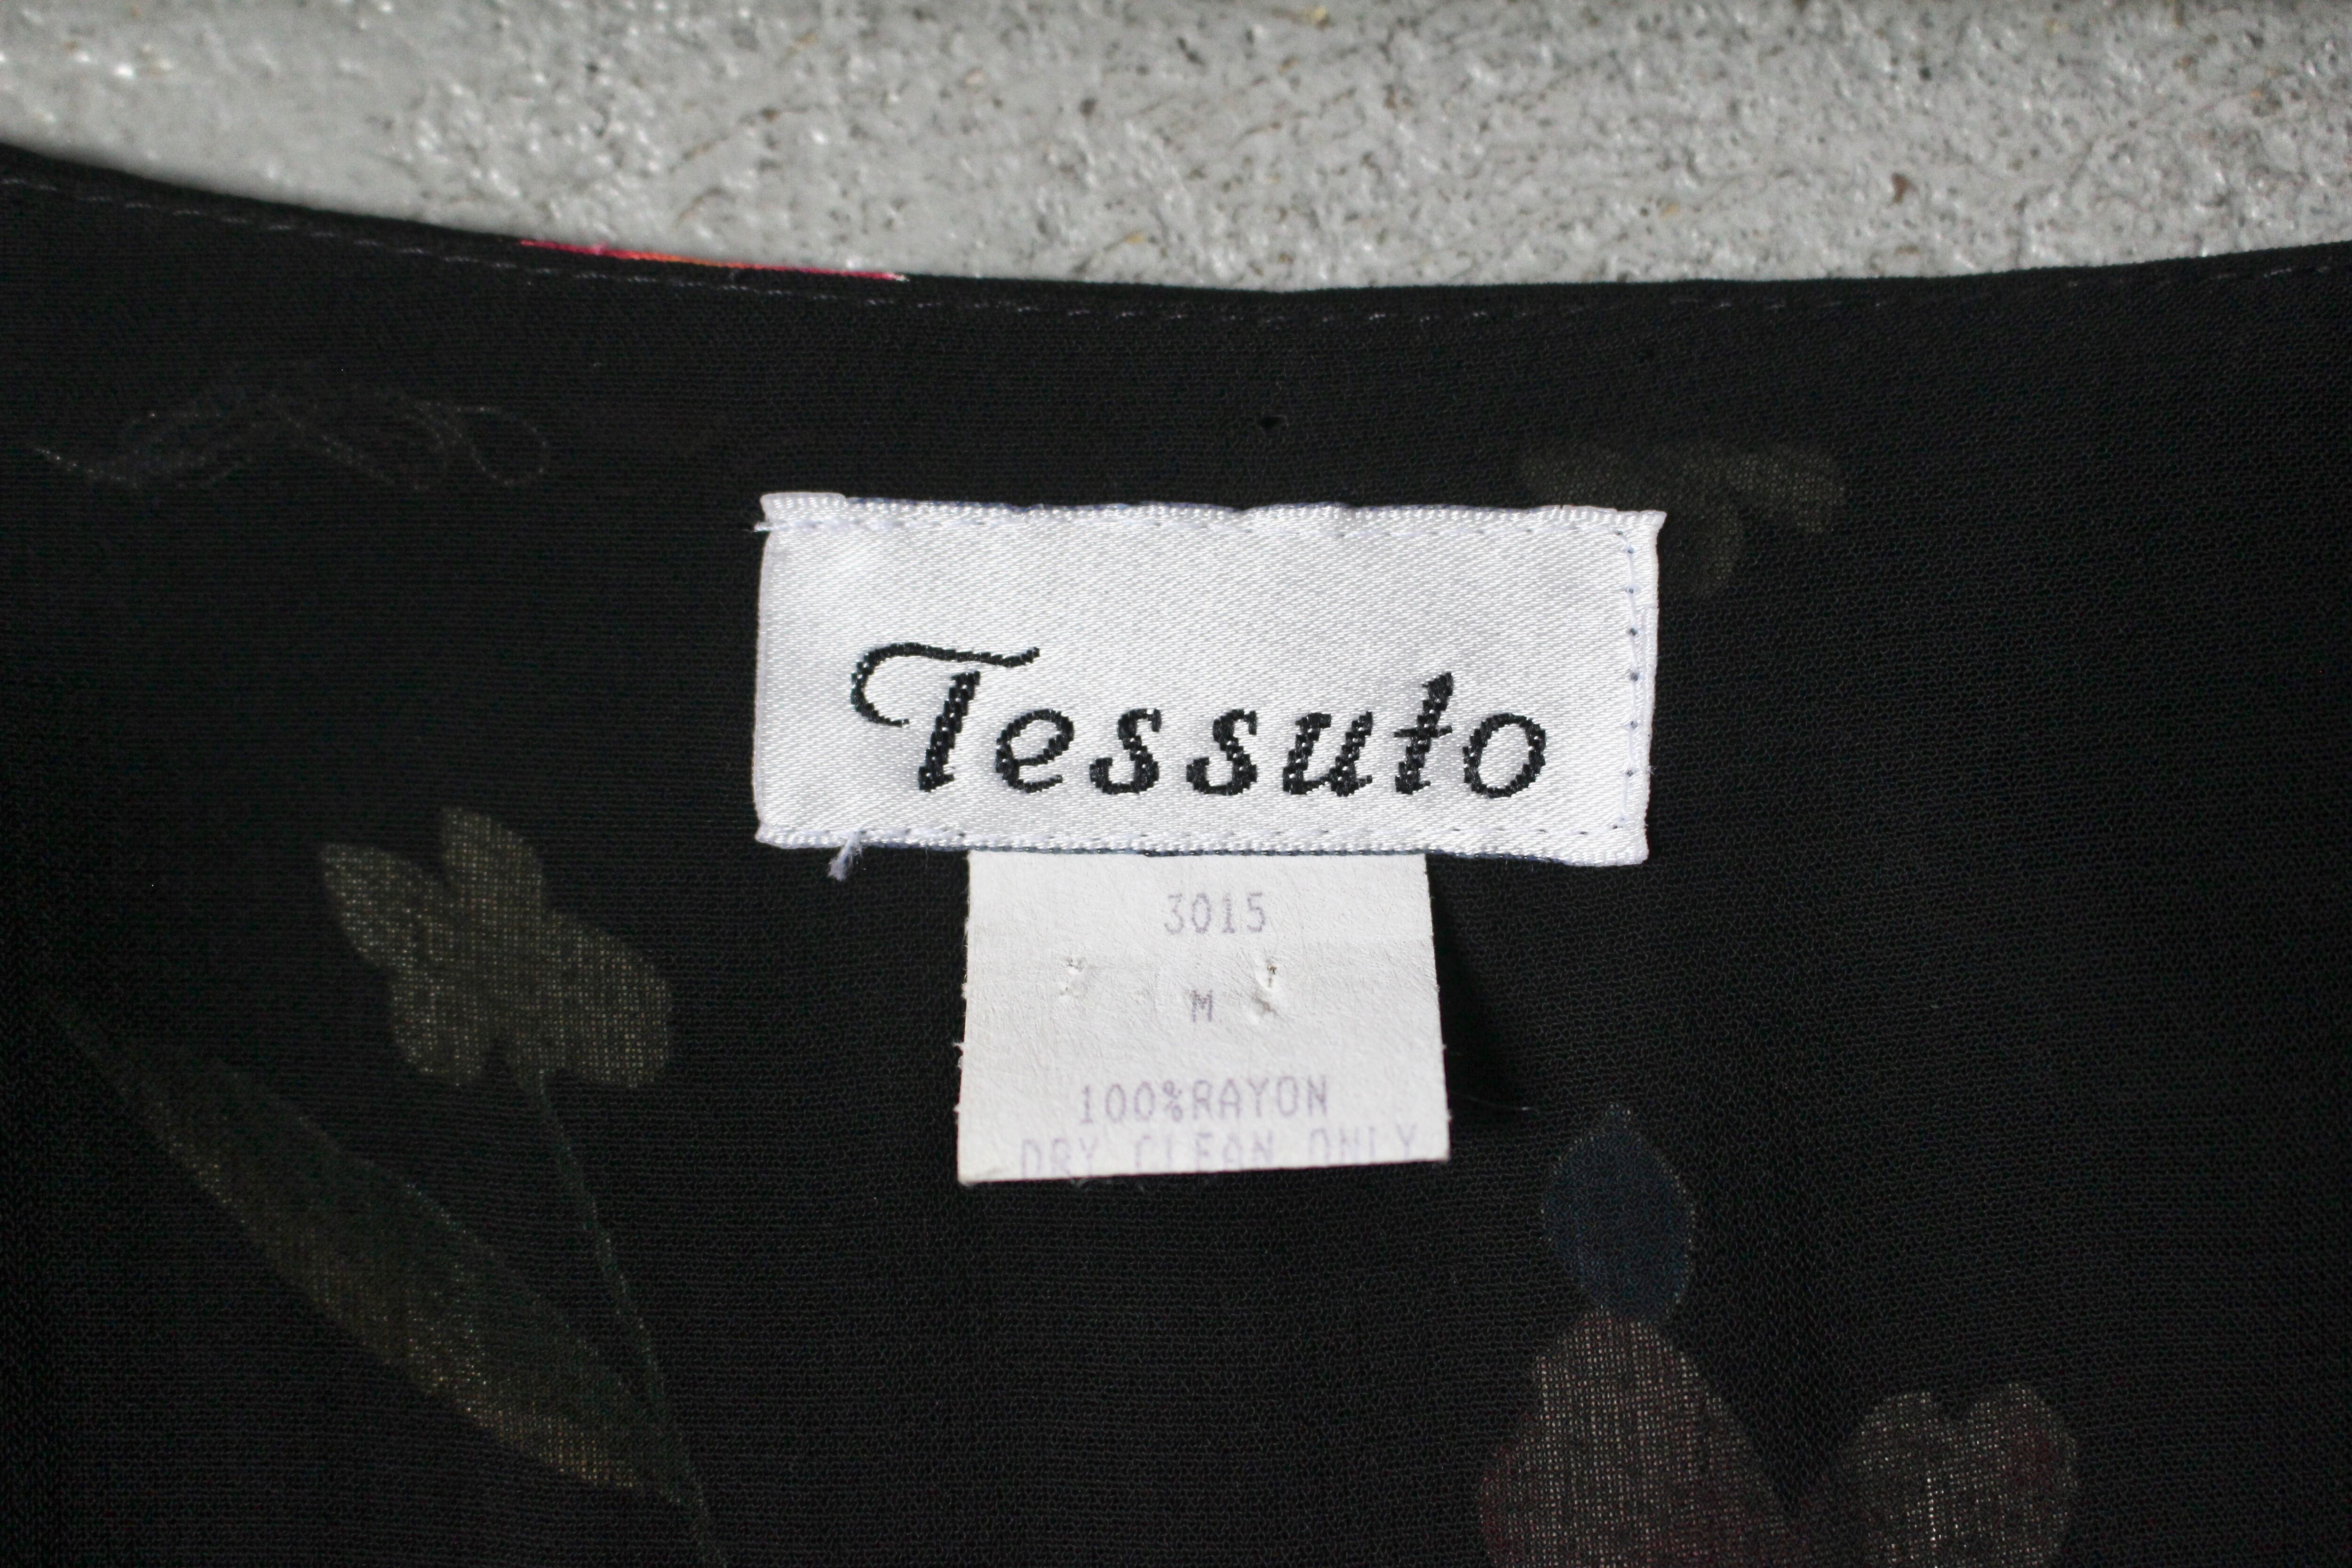 Tessuto
3015
M
100%RAYON
DRY CLEAN ONLY